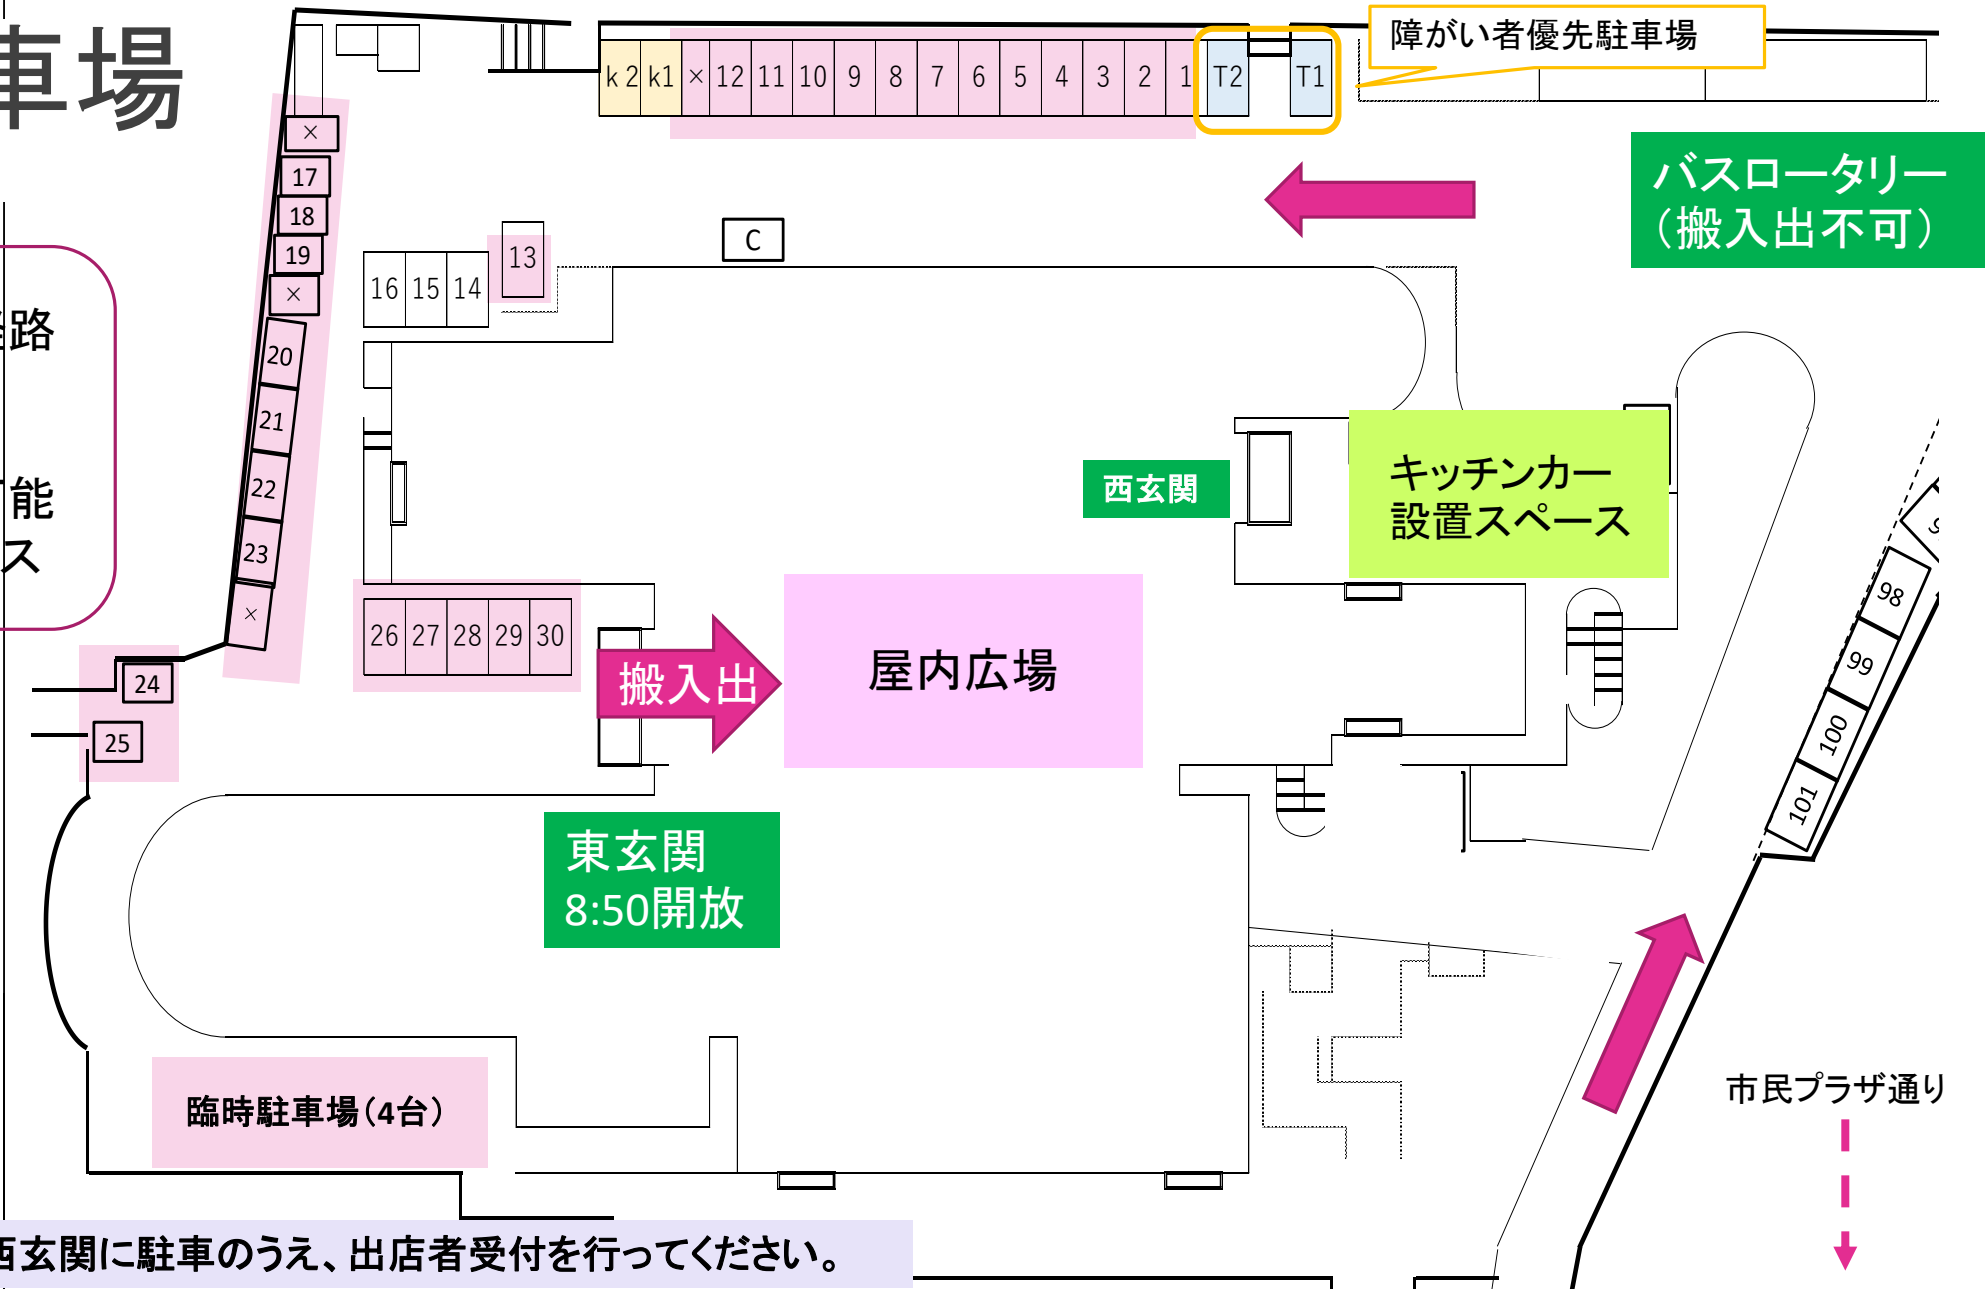 車場
障がい者優先駐車場
k 2 k1 × 12 11 10 9 8 7 6 5 4 3 2 1 T2 T1
バスロータリー
（搬入出不可）
×
17
18
19
×
20
21
22
23
×
C
13
16 15 14
路
能
ス
西玄関
キッチンカー
設置スペース
26 27 28 29 30
搬入出
屋内広場
24
25
98
99
100
101
東玄関
8:50開放
臨時駐車場（4台）
市民プラザ通り
西玄関に駐車のうえ、出店者受付を行ってください。